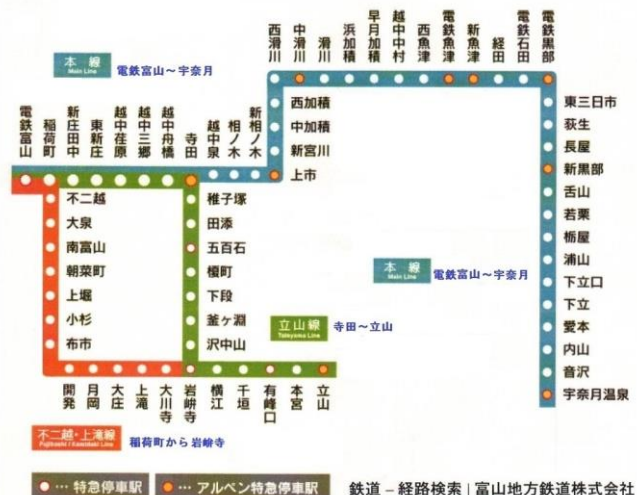 本線
Main Line
電鉄富山～宇奈月
電鉄富山
稲荷町
新庄田中
東新庄
越中荏原
越中三郷
越中舟橋
寺田
越中泉
相ノ木
新相ノ木
上市
新宮川
中加積
西加積
西滑川
中滑川
滑川
浜加積
早月加積
越中中村
西魚津
電鉄魚津
新魚津
経田
電鉄石田
電鉄黒部
東三日市
荻生
長屋
新黒部
舌山
若栗
栃屋
浦山
下立口
下立
愛本
内山
音沢
宇奈月温泉
不二越
大泉
南富山
朝菜町
上堀
小杉
布市
開発
月岡
大庄
上滝
大川寺
岩峅寺
稚子塚
田添
五百石
榎町
下段
釜ヶ淵
沢中山
横江
千垣
有峰口
本宮
立山
本線
Main Line
電鉄富山～宇奈月
立山線
Tateyama Line
寺田～立山
不二越・上滝線
Fujikoshi / Kamidaki Line
稲荷町から岩峅寺
… 特急停車駅
… アルペン特急停車駅
鉄道 – 経路検索 | 富山地方鉄道株式会社